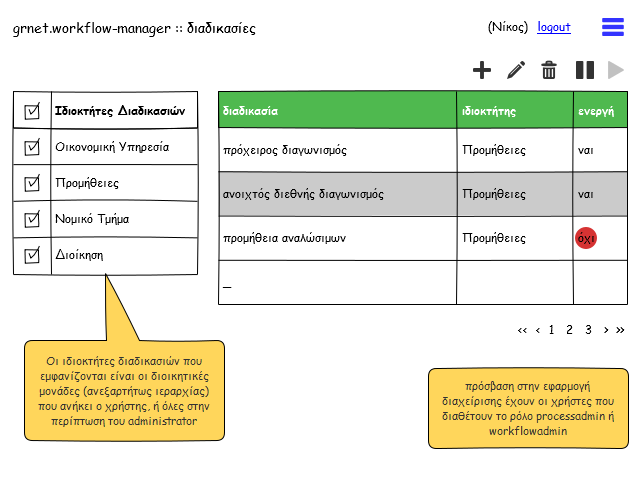 grnet.workflow-manager :: διαδικασίες
(Νίκος) logout
Ιδιοκτήτες Διαδικασιών
Οικονομική Υπηρεσία
Προμήθειες
Νομικό Τμήμα
Διοίκηση
διαδικασία ιδιοκτήτης ενεργή
πρόχειρος διαγωνισμός Προμήθειες ναι
ανοιχτός διεθνής διαγωνισμός Προμήθειες ναι
προμήθεια αναλώσιμων Προμήθειες όχι
_
<< < 1 2 3 > >>
Οι ιδιοκτήτες διαδικασιών που
εμφανίζονται είναι οι διοικητικές
μονάδες (ανεξαρτήτως ιεραρχίας)
που ανήκει ο χρήστης, ή όλες στην
περίπτωση του administrator
πρόσβαση στην εφαρμογή
διαχείρισης έχουν οι χρήστες που
διαθέτουν το ρόλο processadmin ή
workflowadmin